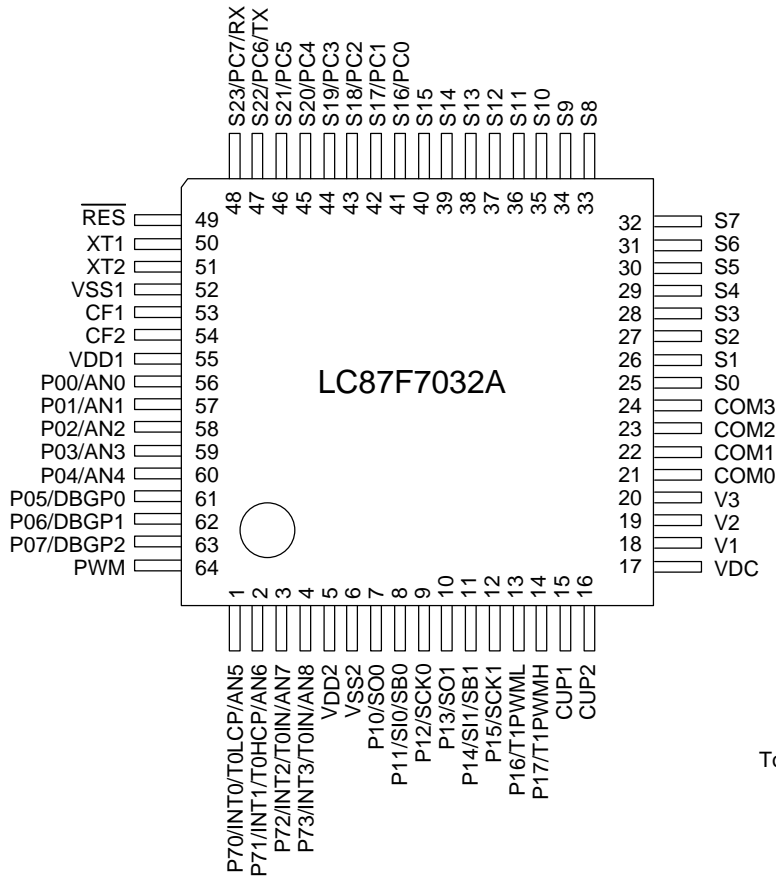 S23/PC7/RX
S22/PC6/TX
S21/PC5
S20/PC4
S19/PC3
S18/PC2
S17/PC1
S16/PC0
S15
S14
S13
S12
S11
S10
S9
S8
48
47
46
45
44
43
42
41
40
39
38
37
36
35
34
33
RES 49
XT1 50
XT2 51
VSS1 52
CF1 53
CF2 54
VDD1 55
P00/AN0 56
P01/AN1 57
P02/AN2 58
P03/AN3 59
P04/AN4 60
P05/DBGP0 61
P06/DBGP1 62
P07/DBGP2 63
PWM 64
LC87F7032A
32 S7
31 S6
30 S5
29 S4
28 S3
27 S2
26 S1
25 S0
24 COM3
23 COM2
22 COM1
21 COM0
20 V3
19 V2
18 V1
17 VDC
1
2
3
4
5
6
7
8
9
10
11
12
13
14
15
16
P70/INT0/T0LCP/AN5
P71/INT1/T0HCP/AN6
P72/INT2/T0IN/AN7
P73/INT3/T0IN/AN8
VDD2
VSS2
P10/SO0
P11/SI0/SB0
P12/SCK0
P13/SO1
P14/SI1/SB1
P15/SCK1
P16/T1PWML
P17/T1PWMH
CUP1
CUP2